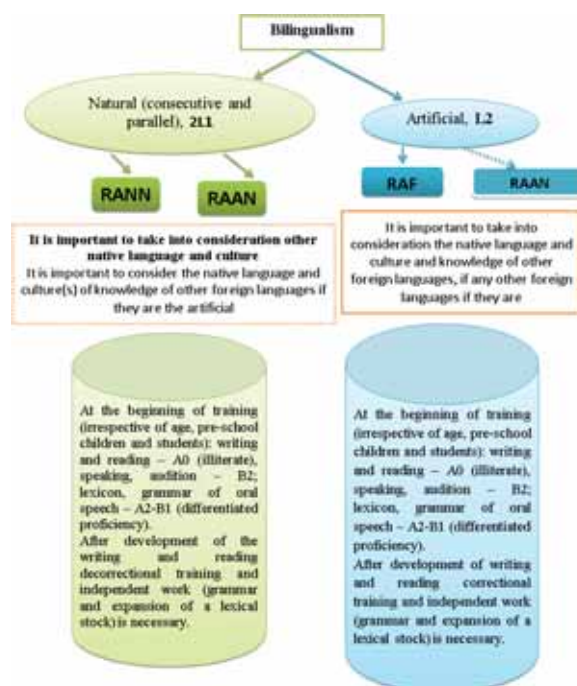 Bilingualism
Natural (consecutive and
parallel), 2L1
Artificial, L2
RANN
RAAN
RAF
RAAN
It is important to take into consideration other
native language and culture
It is important to consider the native language and
culture(s) of knowledge of other foreign languages if
they are the artificial
It is important to take into
consideration the native language and
culture and knowledge of other
foreign languages, if any other foreign
languages if they are
At the beginning of training
(irrespective of age, pre-school
children and students): writing
and reading – A0 (illiterate),
speaking, audition – B2;
lexicon, grammar of oral
speech – A2-B1 (differentiated
proficiency).
After development of the
writing and reading
decorrectional training and
independent work (grammar
and expansion of a lexical
stock) is necessary.
At the beginning of training
(irrespective of age, pre-school
children and students): writing
and reading – A0 (illiterate),
speaking, audition – B2;
lexicon, grammar of oral
speech – A2-B1 (differentiated
proficiency).
After development of writing
and reading correctional
training and independent work
(grammar and expansion of a
lexical stock) is necessary.